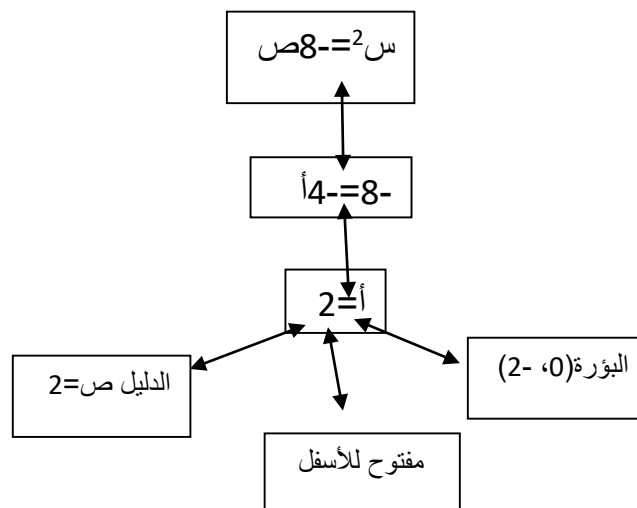 س²=-8ص
-8=-4أ
أ=2
البؤرة(0، -2)
الدليل ص=2
مفتوح للأسفل